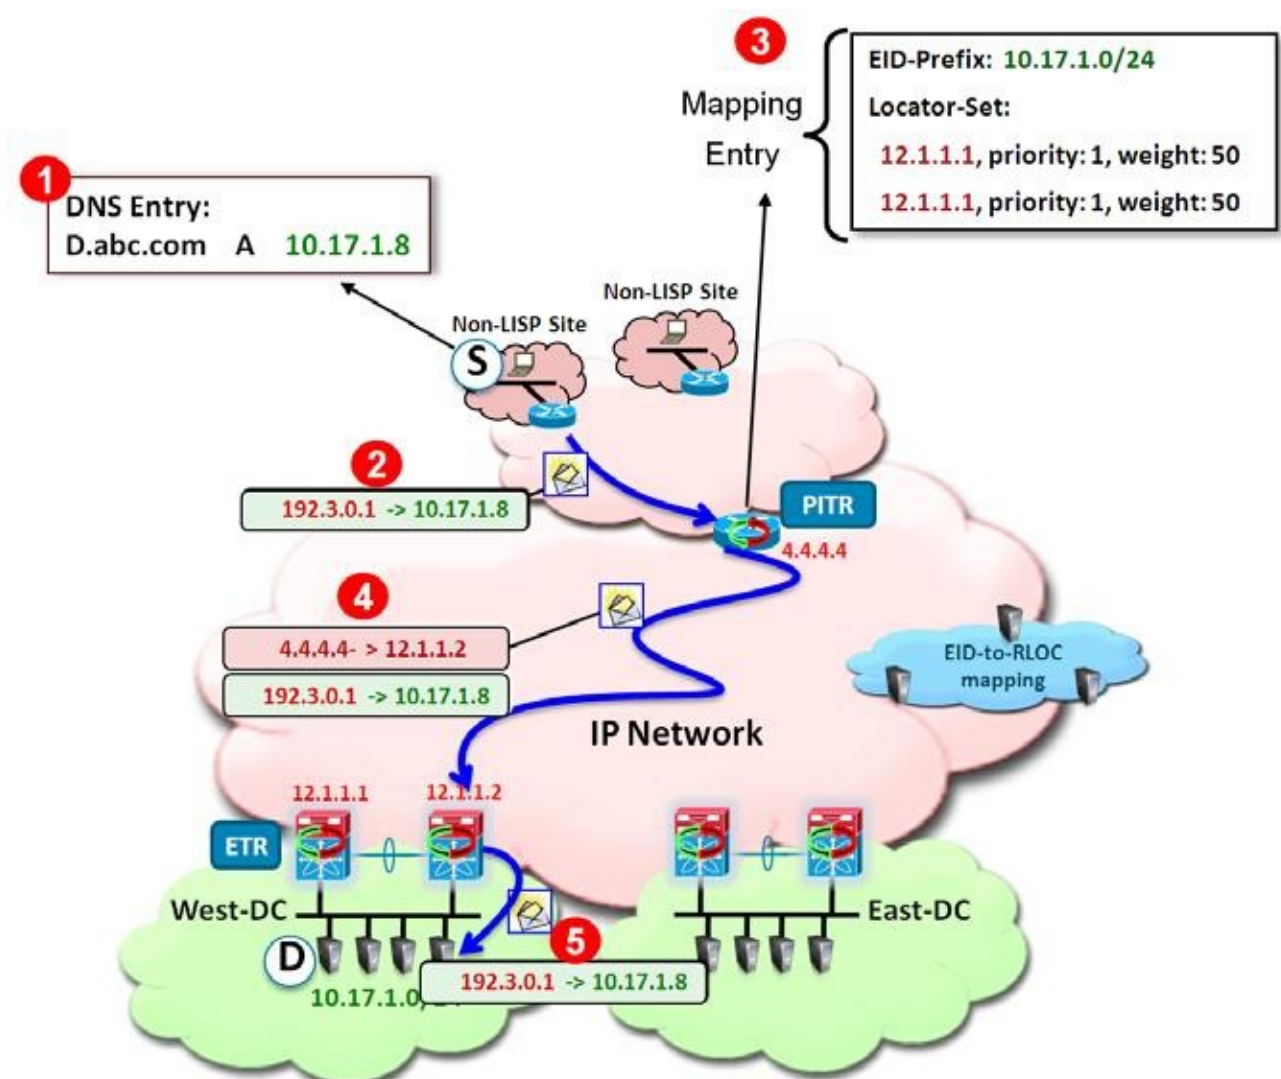 3
Mapping
Entry
EID-Prefix: 10.17.1.0/24
Locator-Set:
12.1.1.1, priority: 1, weight: 50
12.1.1.1, priority: 1, weight: 50
1
DNS Entry:
D.abc.com A 10.17.1.8
Non-LISP Site
Non-LISP Site
S
2
192.3.0.1 -> 10.17.1.8
PITR
4.4.4.4
4
4.4.4.4- > 12.1.1.2
192.3.0.1 -> 10.17.1.8
EID-to-RLOC
mapping
IP Network
12.1.1.1
12.1.1.2
ETR
West-DC
East-DC
D
5
192.3.0.1 -> 10.17.1.8
10.17.1.0/